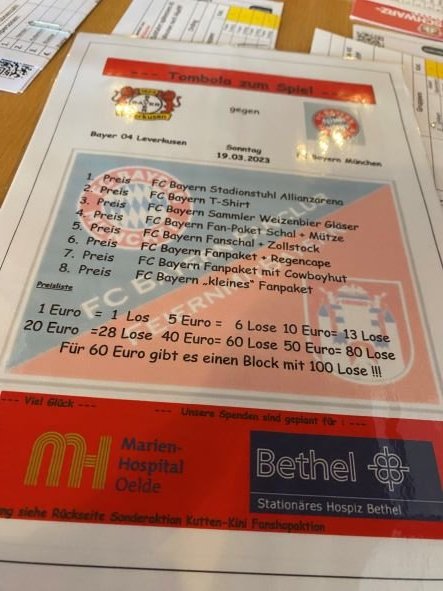 --- Tombola zum Spiel ---
gegen
Bayer 04 Leverkusen
FC Bayern München
Sonntag
19.03.2023
1. Preis FC Bayern Stadionstuhl Allianzarena
2. Preis FC Bayern T-Shirt
3. Preis FC Bayern Sammler Weizenbier Gläser
4. Preis FC Bayern Fan-Paket Schal + Mütze
5. Preis FC Bayern Fanschal + Zollstock
6. Preis FC Bayern Fanpaket + Regencape
7. Preis FC Bayern Fanpaket mit Cowboyhut
8. Preis FC Bayern „kleines" Fanpaket
Preisliste
1 Euro = 1 Los 5 Euro = 6 Lose 10 Euro= 13 Lose
20 Euro =28 Lose 40 Euro= 60 Lose 50 Euro= 80 Lose
Für 60 Euro gibt es einen Block mit 100 Lose !!!
--- Viel Glück ---
--- Unsere Spenden sind geplant für : ---
MH Marien-
Hospital
Oelde
Bethel
Stationäres Hospiz Bethel
siehe Rückseite Sonderaktion Kutten-Kini Fanshopaktion
SCHWARZ-